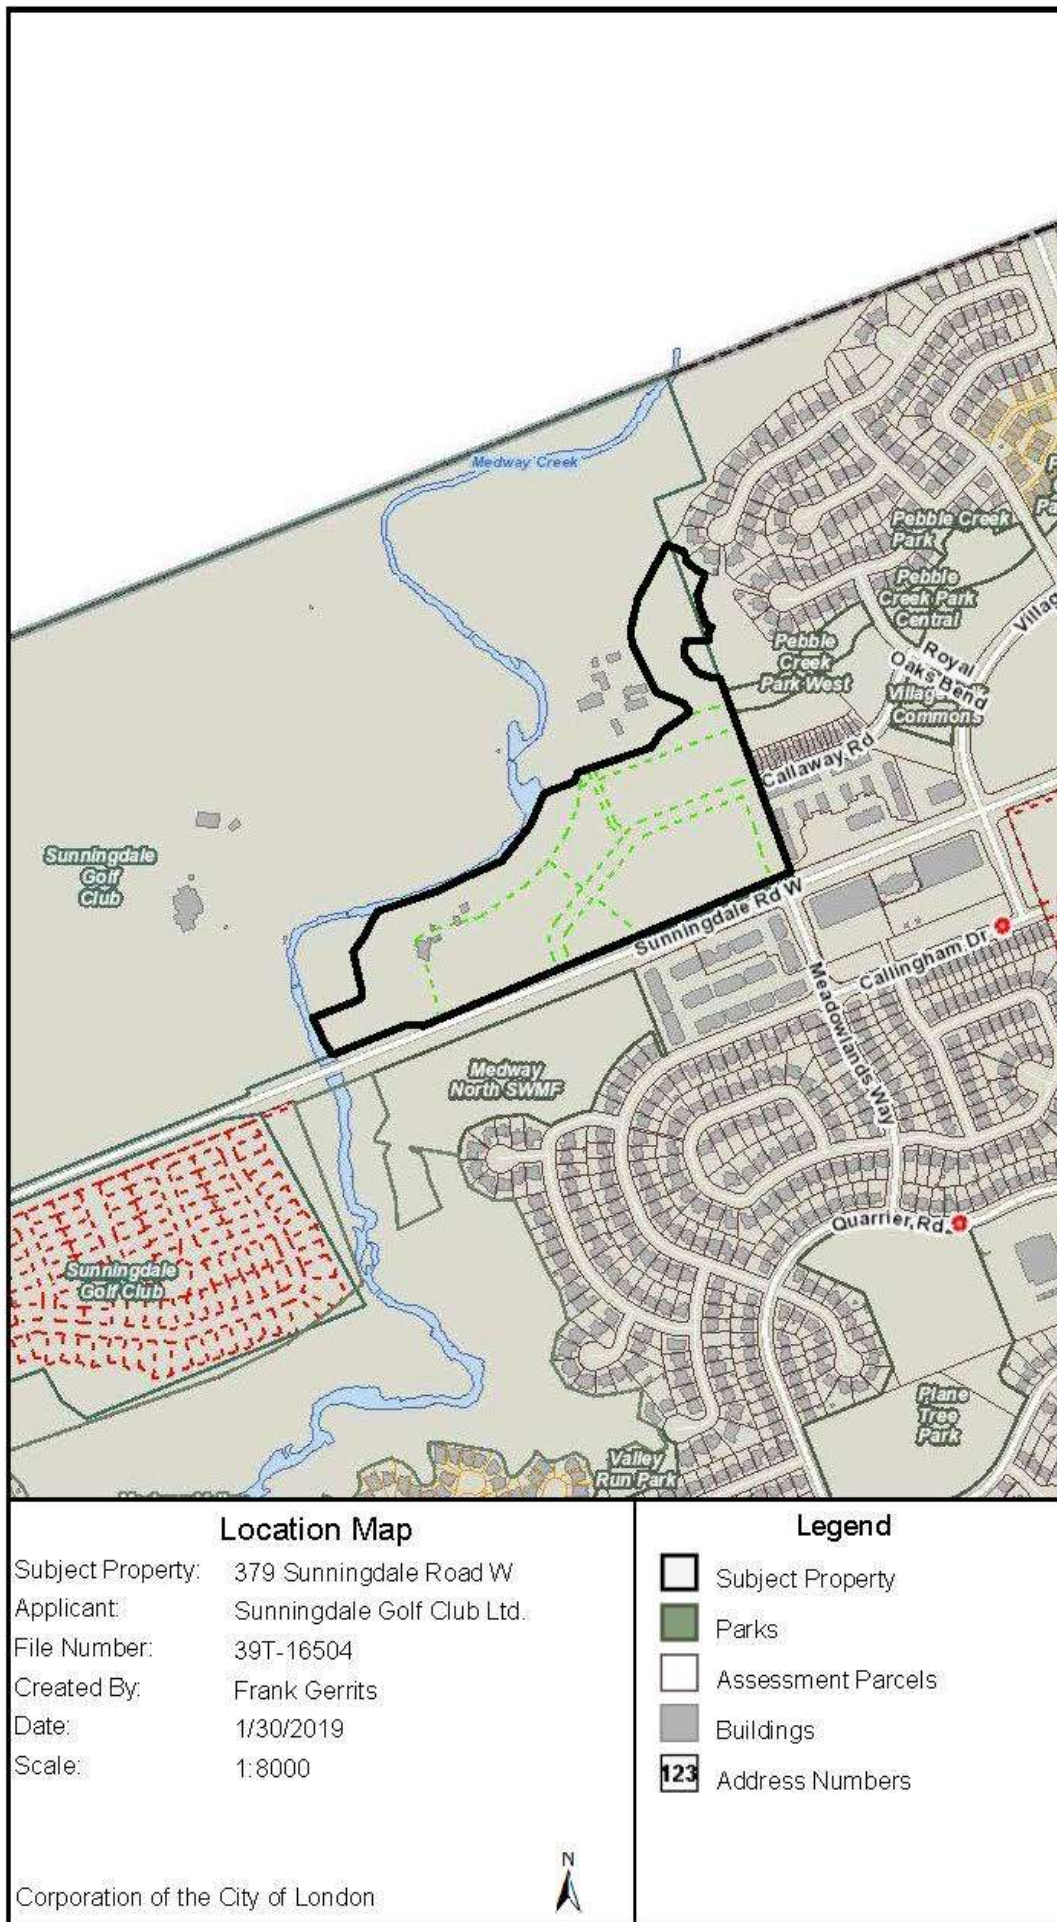 Medway Creek
Pebble Creek
Park
Pebble
Creek Park
Central
Pebble
Creek
Park West
Royal
Oaks Bend
Village
Commons
Callaway Rd
Sunningdale
Golf
Club
Sunningdale Rd W
Callingham Dr.
Meadowlands Way
Medway
North SWMF
Quarrier Rd.
Sunningdale
Golf Club
Plane
Tree
Park
Valley
Run Park
Location Map
Subject Property: 379 Sunningdale Road W
Applicant: Sunningdale Golf Club Ltd.
File Number: 39T-16504
Created By: Frank Gerrits
Date: 1/30/2019
Scale: 1:8000
N
Corporation of the City of London
Legend
Subject Property
Parks
Assessment Parcels
Buildings
123 Address Numbers